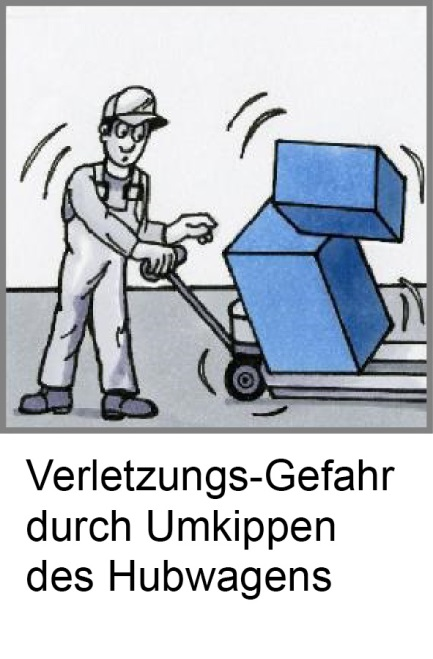 Verletzungs-Gefahr
durch Umkippen
des Hubwagens